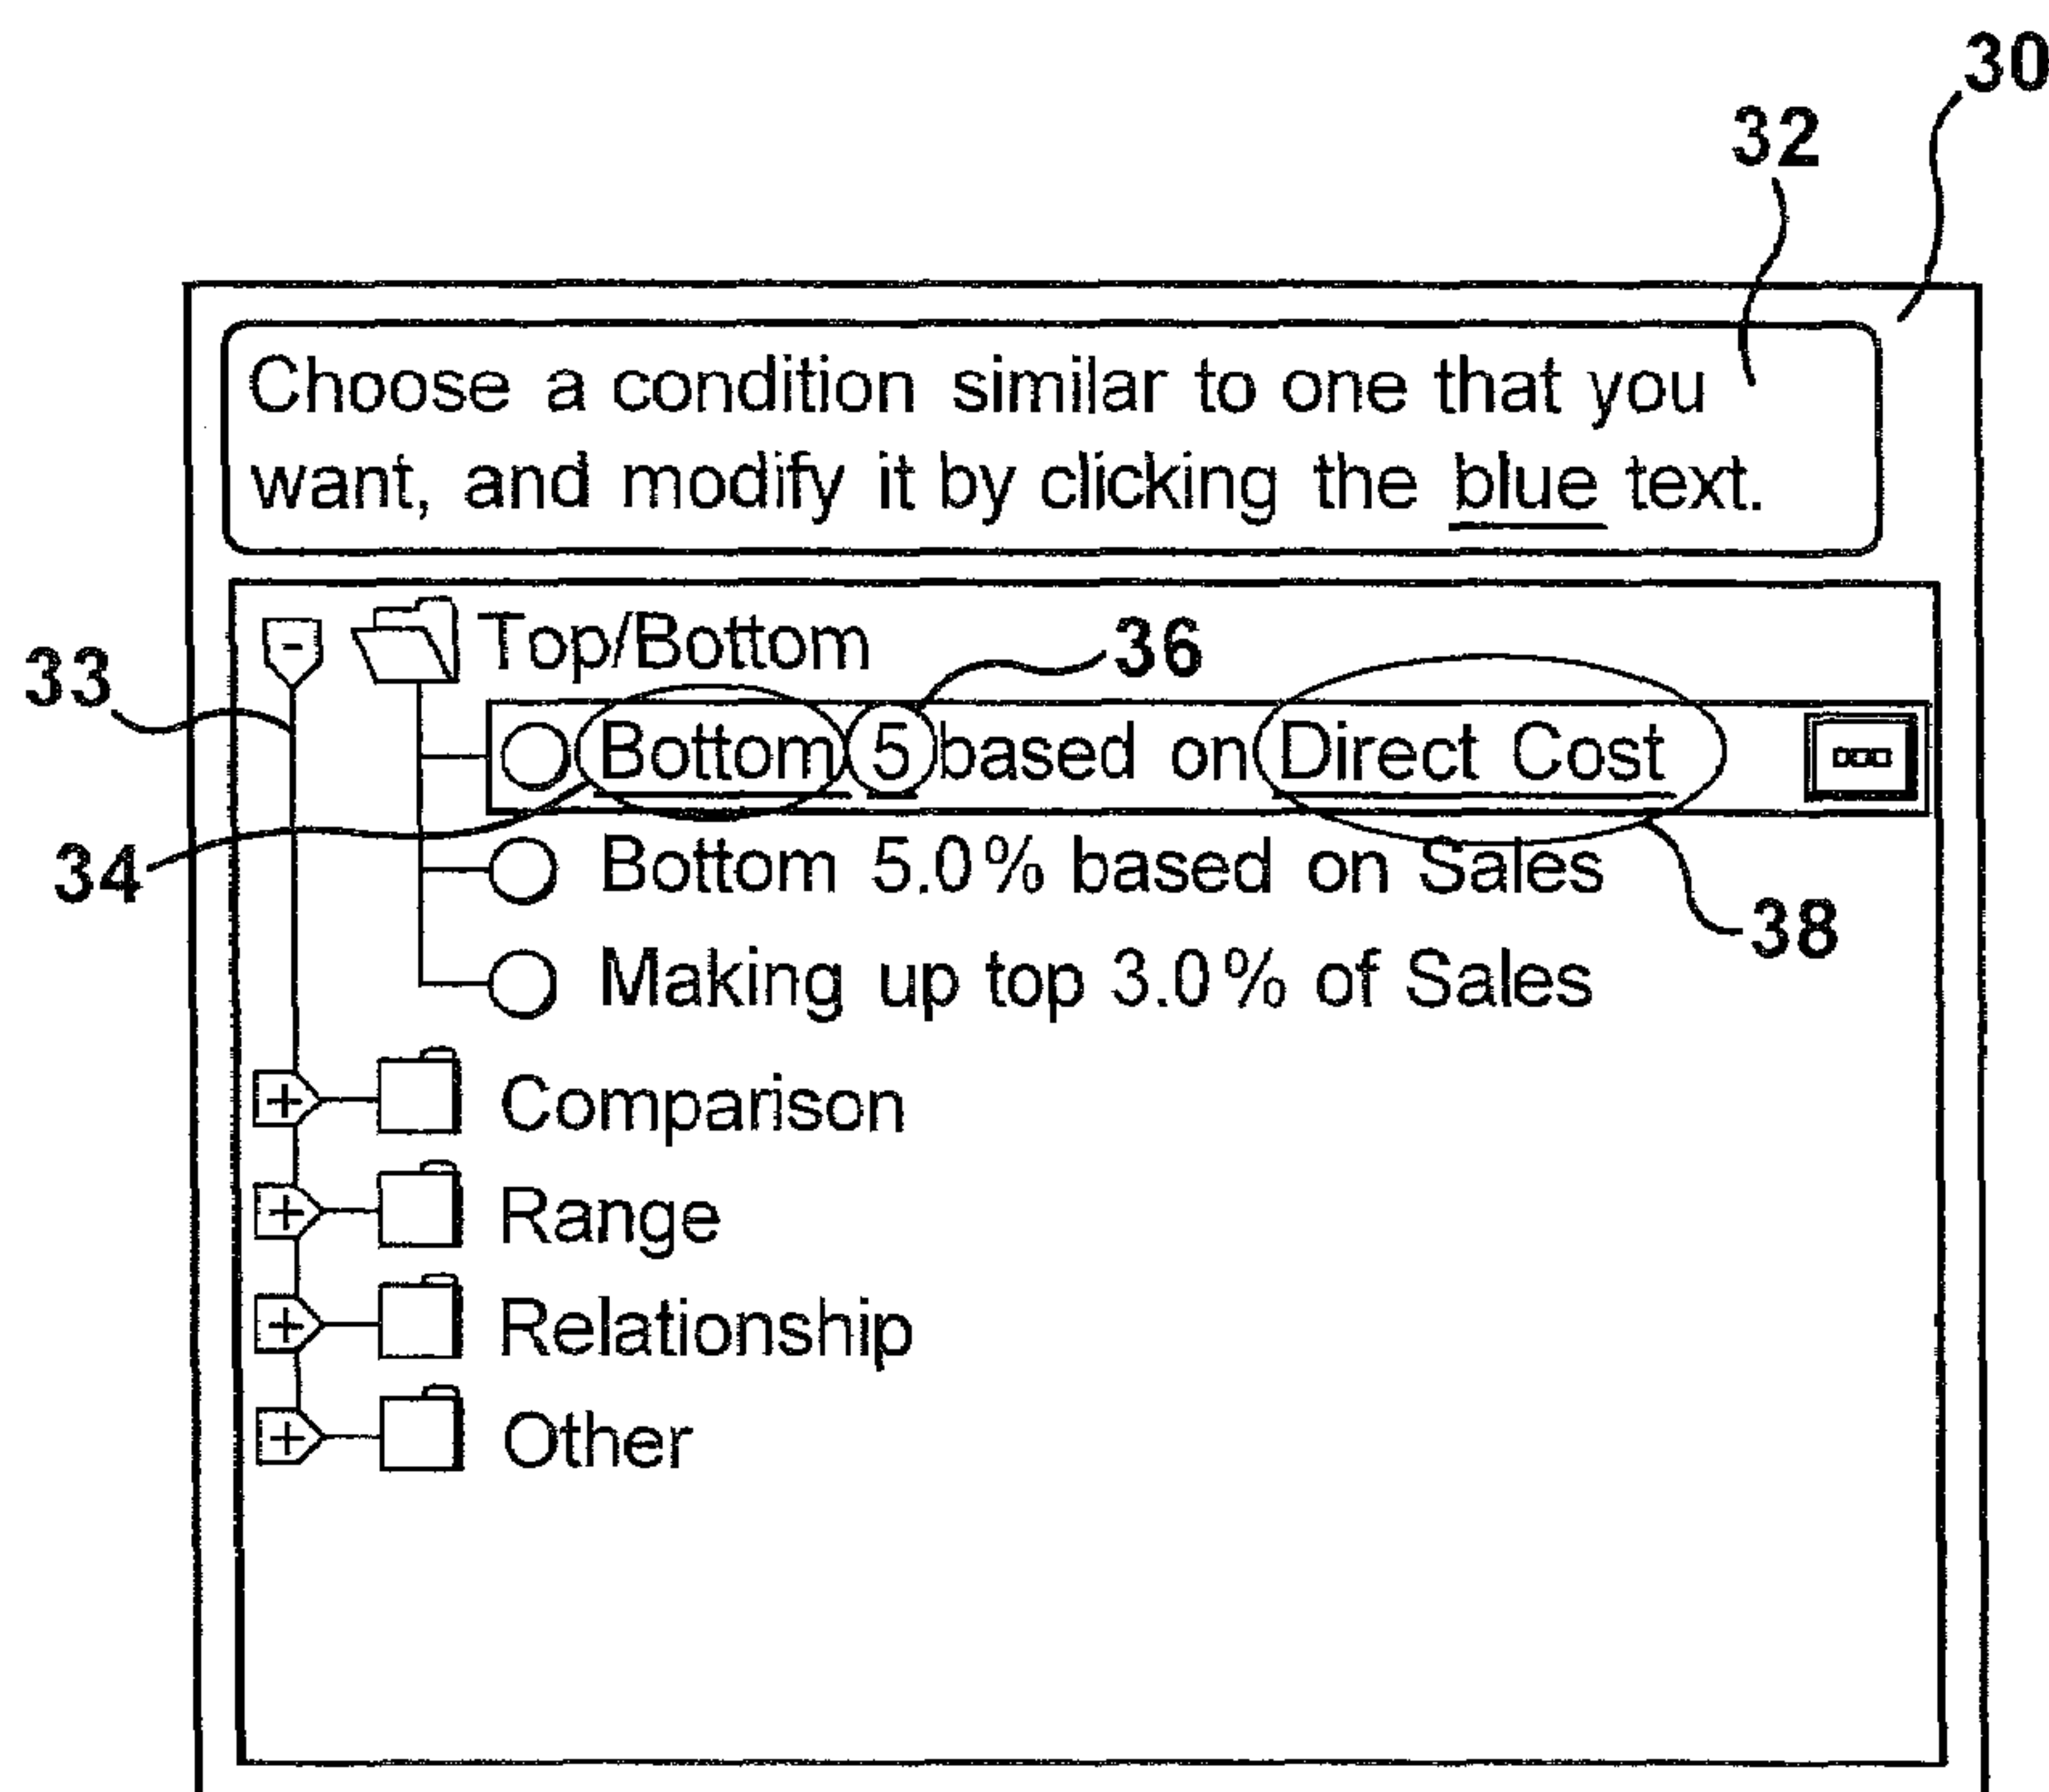 30
32
Choose a condition similar to one that you
want, and modify it by clicking the blue text.
Top/Bottom
36
33
Bottom 5 based on Direct Cost
34
Bottom 5.0% based on Sales
38
Making up top 3.0% of Sales
Comparison
Range
Relationship
Other